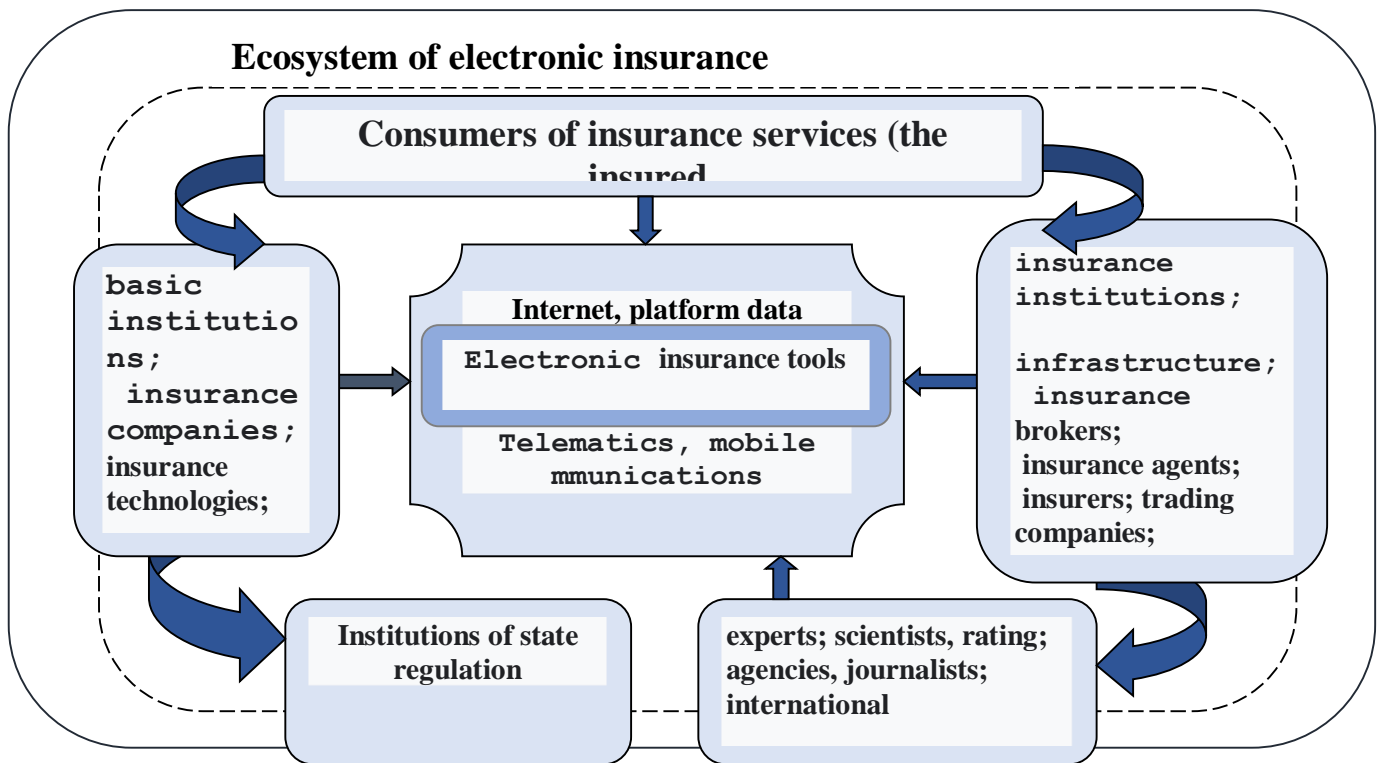 Ecosystem of electronic insurance
Consumers of insurance services (the
insured
basic
institutio
ns;
insurance
companies;
insurance
technologies;
Internet, platform data
Electronic insurance tools
Telematics, mobile
mmunications
insurance
institutions;
infrastructure;
insurance
brokers;
insurance agents;
insurers; trading
companies;
Institutions of state
regulation
experts; scientists, rating;
agencies, journalists;
international